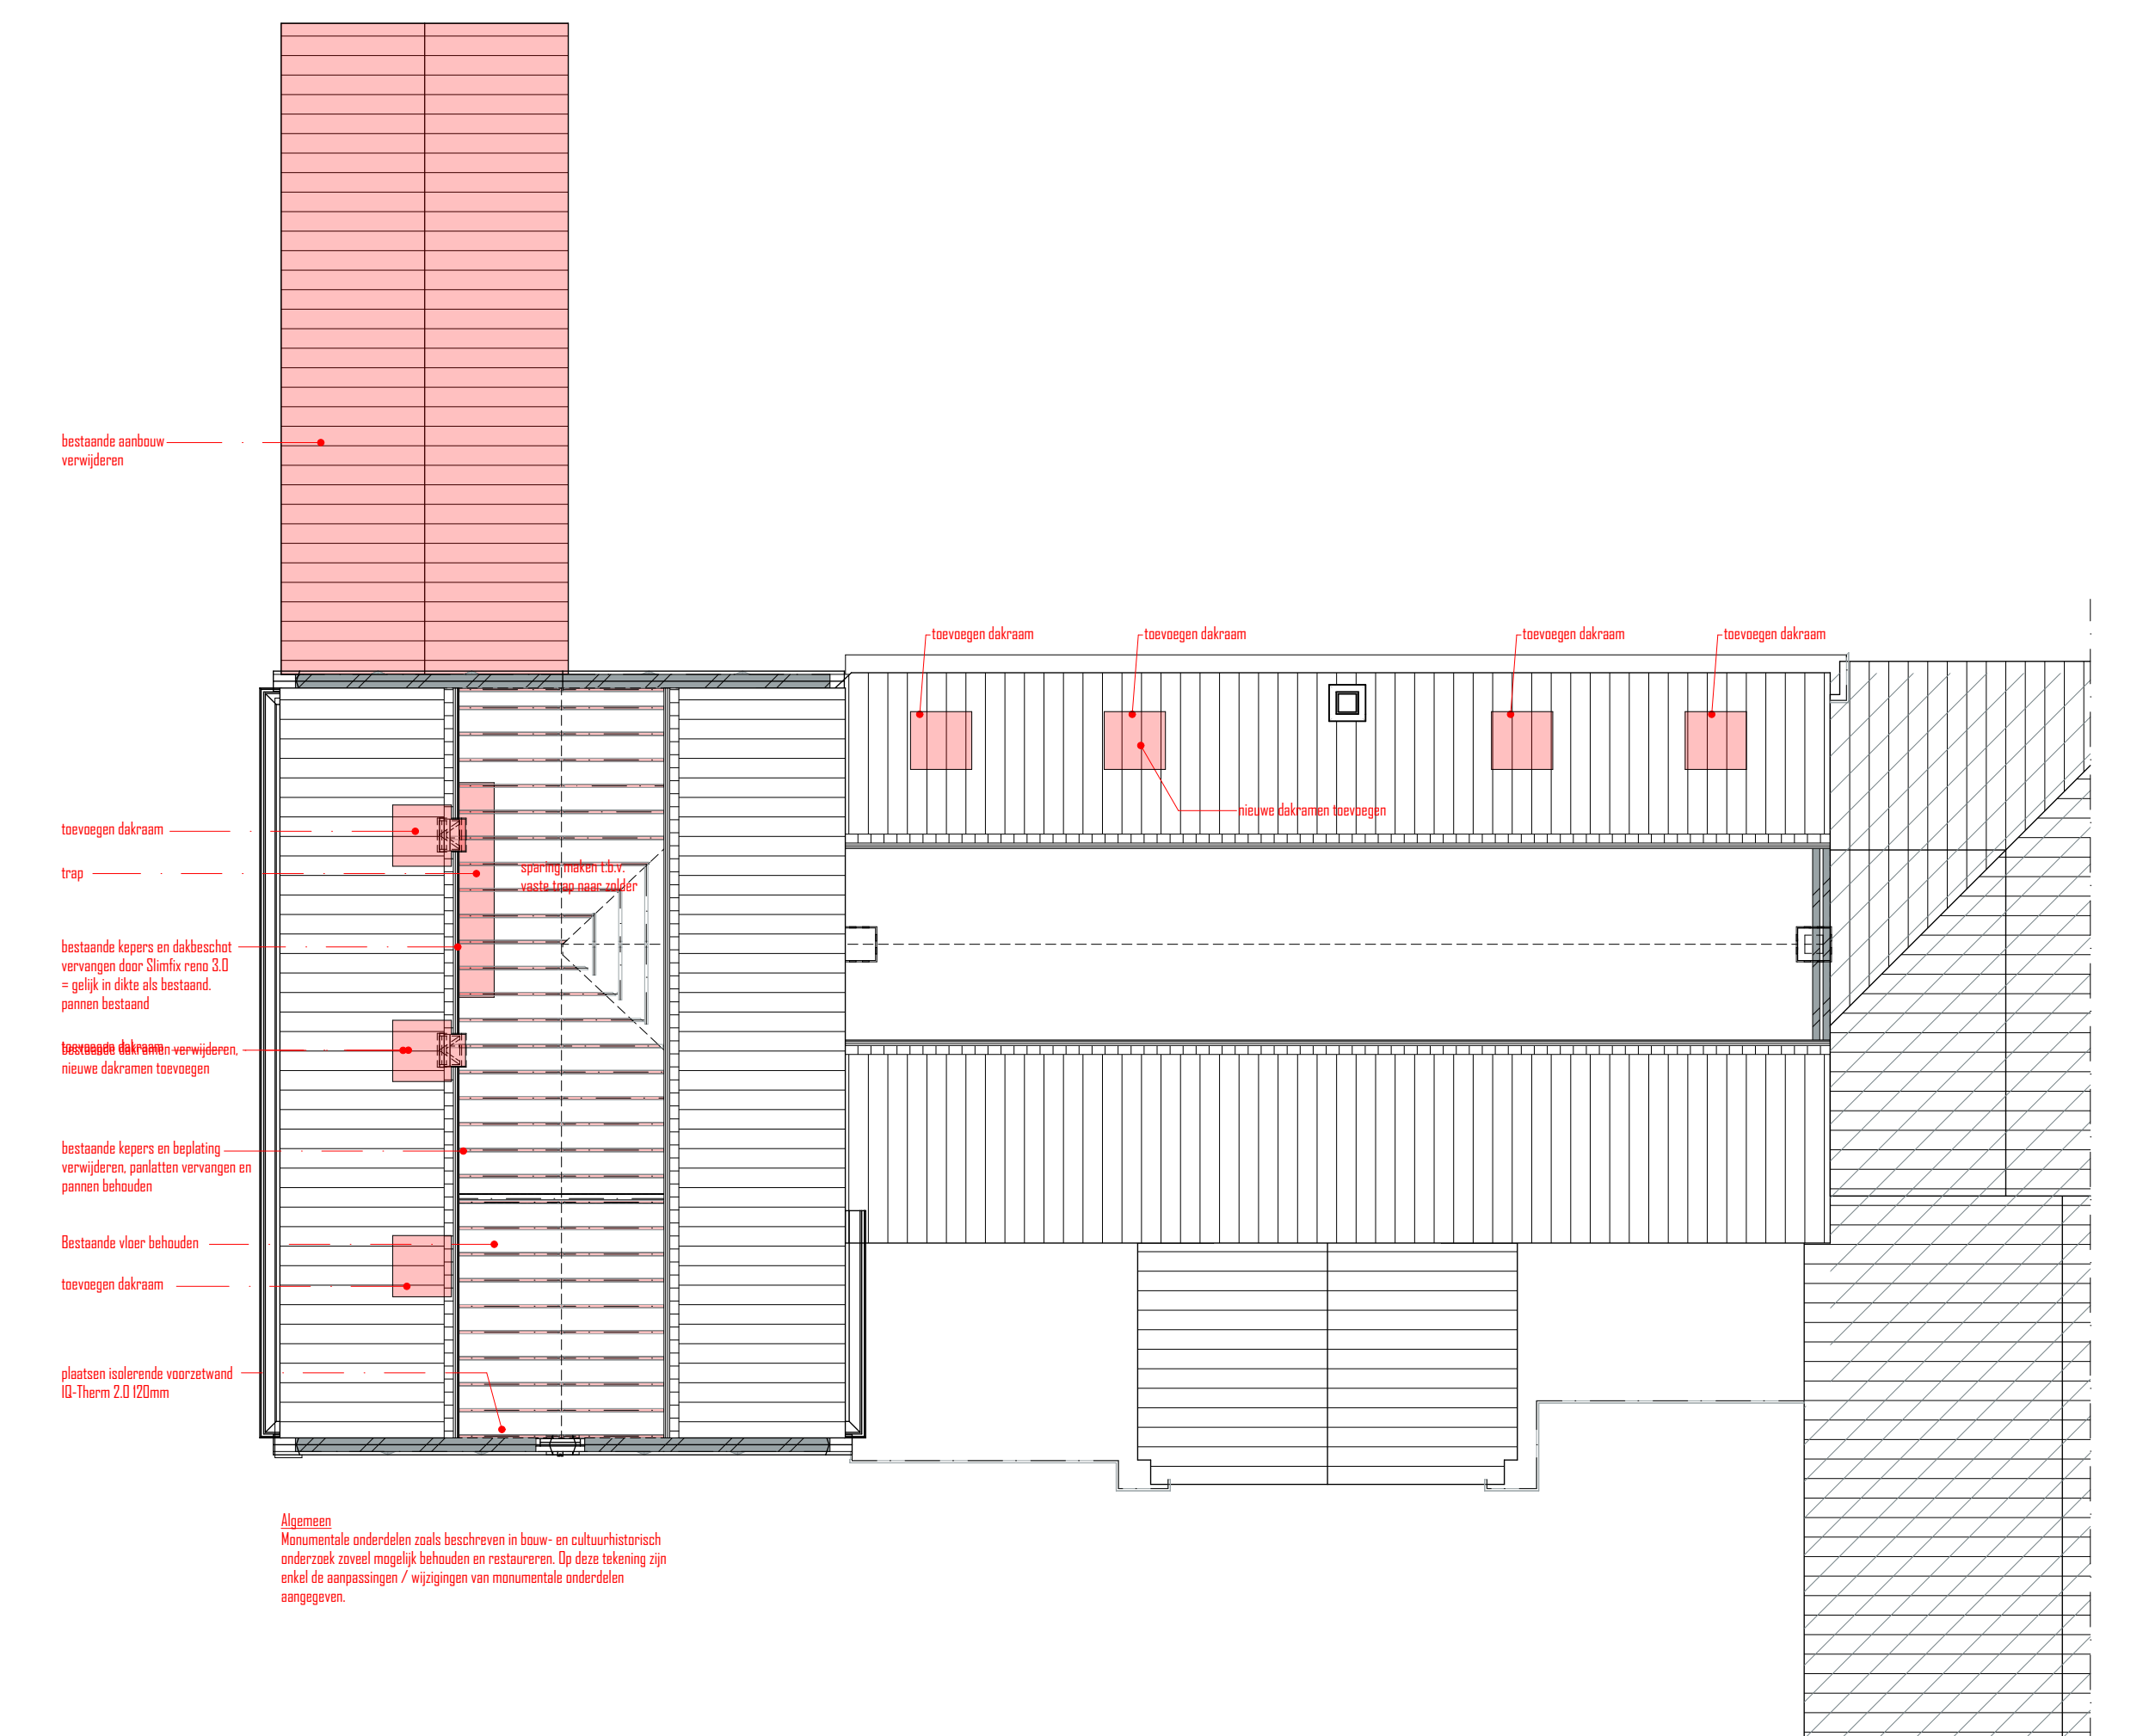 bestaande aanbouw
verwijderen
toevoegen dakraam
toevoegen dakraam
toevoegen dakraam
toevoegen dakraam
nieuwe dakramen toevoegen
toevoegen dakraam
trap
sparing maken t.b.v.
vaste trap naar zolder
bestaande kepers en dakbeschot
vervangen door Slimfix reno 3.0
= gelijk in dikte als bestaand.
pannen bestaand
toevoegen dakraam
bestaande dakramen verwijderen,
nieuwe dakramen toevoegen
bestaande kepers en beplating
verwijderen, panlatten vervangen en
pannen behouden
Bestaande vloer behouden
toevoegen dakraam
plaatsen isolerende voorzetwand
IQ-Therm 2.0 120mm
Algemeen
Monumentale onderdelen zoals beschreven in bouw- en cultuurhistorisch
onderzoek zoveel mogelijk behouden en restaureren. Op deze tekening zijn
enkel de aanpassingen / wijzigingen van monumentale onderdelen
aangegeven.